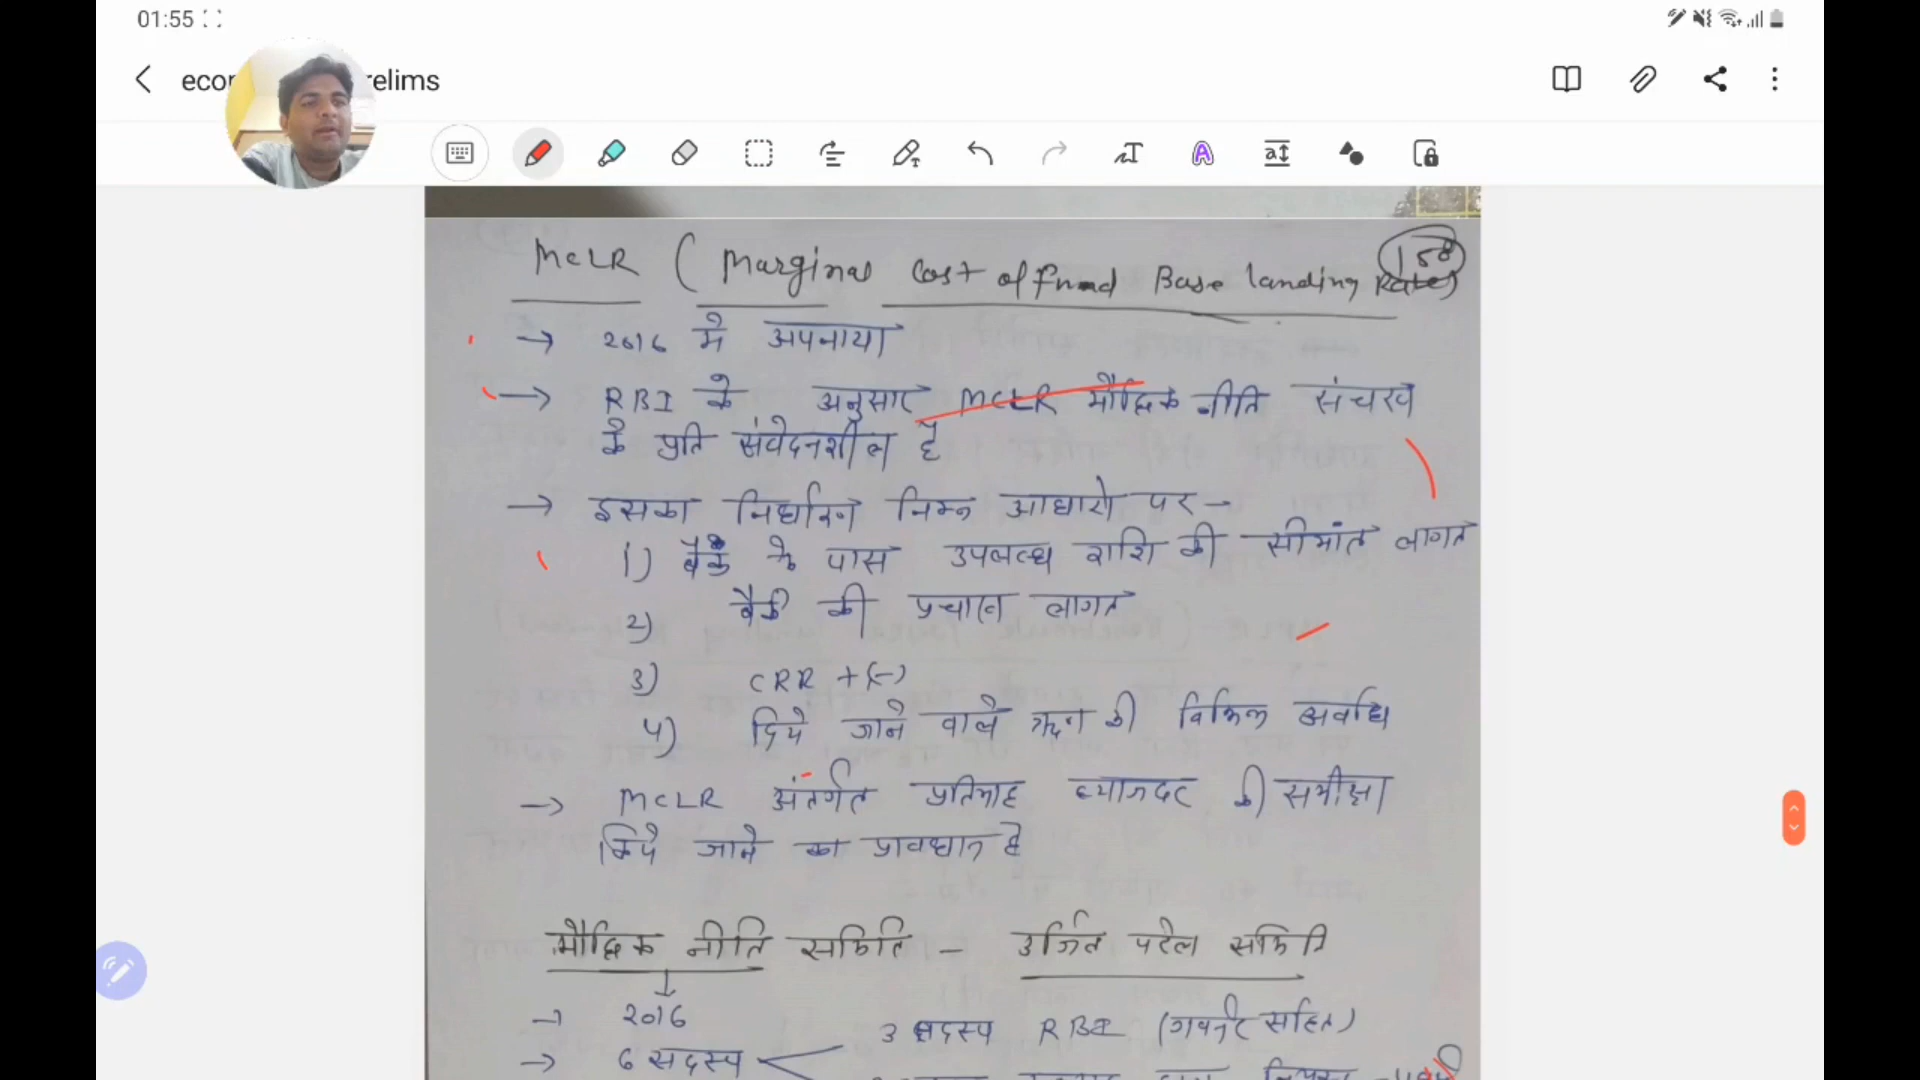 01:55
econ relims
158
MCLR ( Marginal Cost of Fund Base landing Rate)
→ 2016 में अपनाया
→ RBI के अनुसार MCLR मौद्रिक नीति संचरण
के प्रति संवेदनशील है
→ इसका निर्धारण निम्न आधारो पर -
1) बैंक के पास उपलब्ध राशि की सीमांत लागत
2) बैंकों की प्रचालन लागत
3) CRR +(-)
4) दिये जाने वाले ऋण की विभिन्न अवधि
→ MCLR अंतर्गत प्रतिमाह ब्याजदर की समीक्षा
किये जाने का प्रावधान है
मौद्रिक नीति समिति - उर्जित पटेल समिति
→ 2016
→ 6 सदस्य
3 सदस्य RBI (गवर्नर सहित)